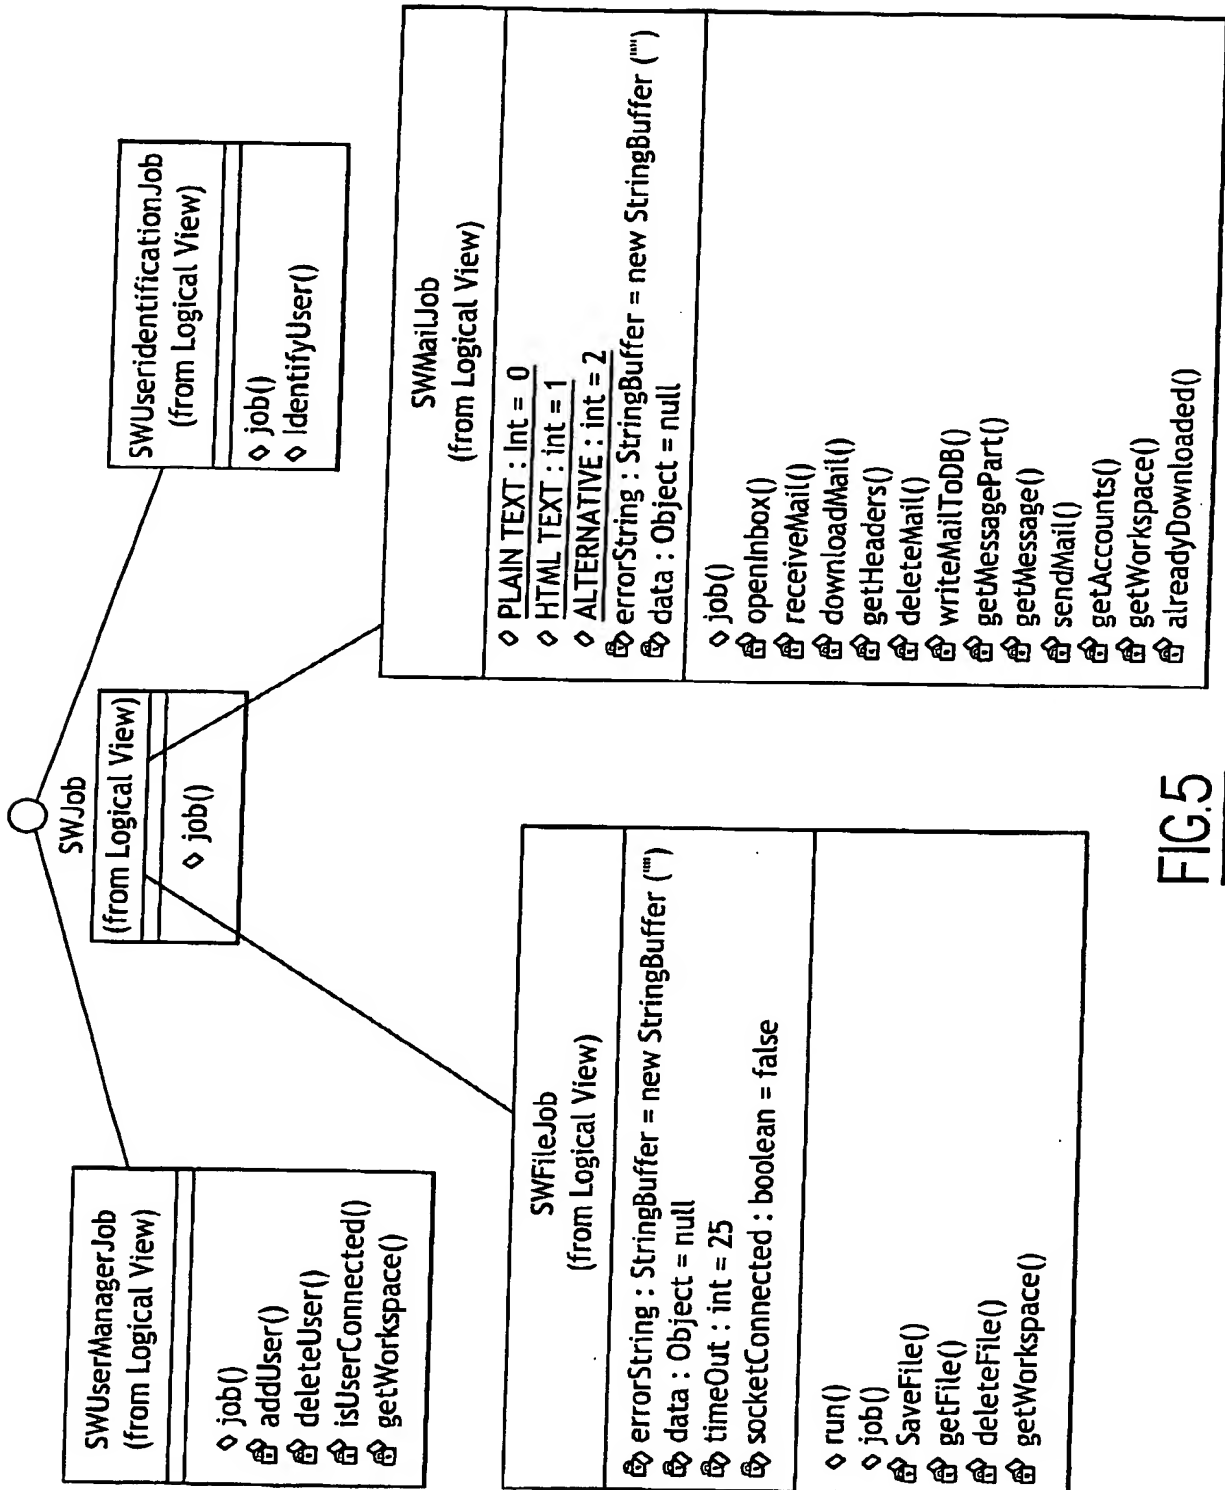 SWJob
(from Logical View)
job()
SWUserManagerJob
(from Logical View)
job()
addUser()
deleteUser()
isUserConnected()
getWorkspace()
SWUseridentificationJob
(from Logical View)
job()
IdentifyUser()
SWFileJob
(from Logical View)
errorString : StringBuffer = new StringBuffer ("")
data : Object = null
timeOut : int = 25
socketConnected : boolean = false
run()
job()
SaveFile()
getFile()
deleteFile()
getWorkspace()
SWMailJob
(from Logical View)
PLAIN TEXT : Int = 0
HTML TEXT : int = 1
ALTERNATIVE : int = 2
errorString : StringBuffer = new StringBuffer ("")
data : Object = null
job()
openInbox()
receiveMail()
downloadMail()
getHeaders()
deleteMail()
writeMailToDB()
getMessagePart()
getMessage()
sendMail()
getAccounts()
getWorkspace()
alreadyDownloaded()
FIG.5